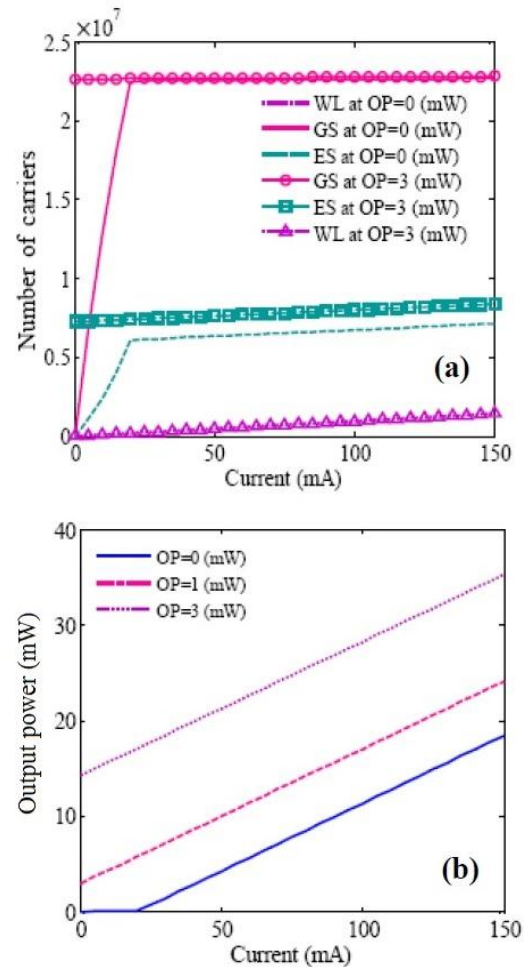 ×10⁷
2.5
2
1.5
1
0.5
0
Number of carriers
WL at OP=0 (mW)
GS at OP=0 (mW)
ES at OP=0 (mW)
GS at OP=3 (mW)
ES at OP=3 (mW)
WL at OP=3 (mW)
(a)
0 50 100 150
Current (mA)
40
30
20
10
0
Output power (mW)
OP=0 (mW)
OP=1 (mW)
OP=3 (mW)
(b)
0 50 100 150
Current (mA)